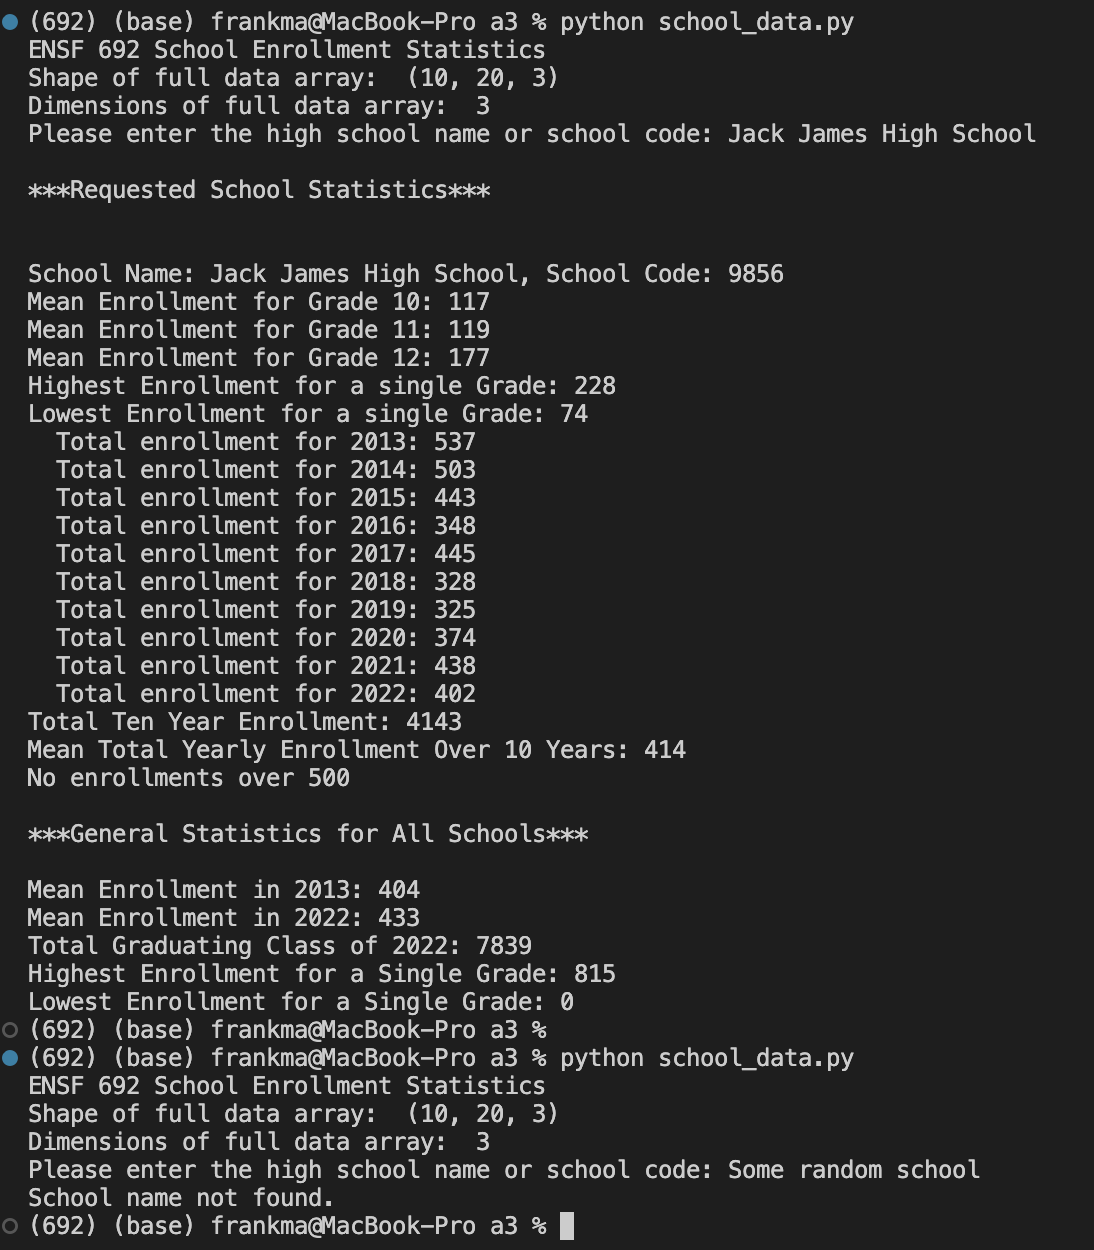 (692) (base) frankma@MacBook-Pro a3 % python school_data.py
ENSF 692 School Enrollment Statistics
Shape of full data array:  (10, 20, 3)
Dimensions of full data array:  3
Please enter the high school name or school code: Jack James High School
***Requested School Statistics***
School Name: Jack James High School, School Code: 9856
Mean Enrollment for Grade 10: 117
Mean Enrollment for Grade 11: 119
Mean Enrollment for Grade 12: 177
Highest Enrollment for a single Grade: 228
Lowest Enrollment for a single Grade: 74
  Total enrollment for 2013: 537
  Total enrollment for 2014: 503
  Total enrollment for 2015: 443
  Total enrollment for 2016: 348
  Total enrollment for 2017: 445
  Total enrollment for 2018: 328
  Total enrollment for 2019: 325
  Total enrollment for 2020: 374
  Total enrollment for 2021: 438
  Total enrollment for 2022: 402
Total Ten Year Enrollment: 4143
Mean Total Yearly Enrollment Over 10 Years: 414
No enrollments over 500
***General Statistics for All Schools***
Mean Enrollment in 2013: 404
Mean Enrollment in 2022: 433
Total Graduating Class of 2022: 7839
Highest Enrollment for a Single Grade: 815
Lowest Enrollment for a Single Grade: 0
(692) (base) frankma@MacBook-Pro a3 %
(692) (base) frankma@MacBook-Pro a3 % python school_data.py
ENSF 692 School Enrollment Statistics
Shape of full data array:  (10, 20, 3)
Dimensions of full data array:  3
Please enter the high school name or school code: Some random school
School name not found.
(692) (base) frankma@MacBook-Pro a3 %